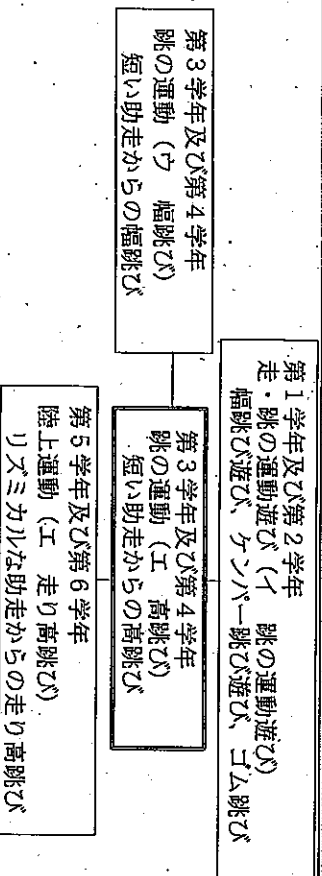 第1学年及び第2学年
走・跳の運動遊び（イ　跳の運動遊び）
幅跳び遊び、ケンパー跳び遊び、ゴム跳び
第3学年及び第4学年
跳の運動（ウ　幅跳び）
短い助走からの幅跳び
第3学年及び第4学年
跳の運動（エ　高跳び）
短い助走からの高跳び
第5学年及び第6学年
陸上運動（エ　走り高跳び）
リズミカルな助走からの走り高跳び